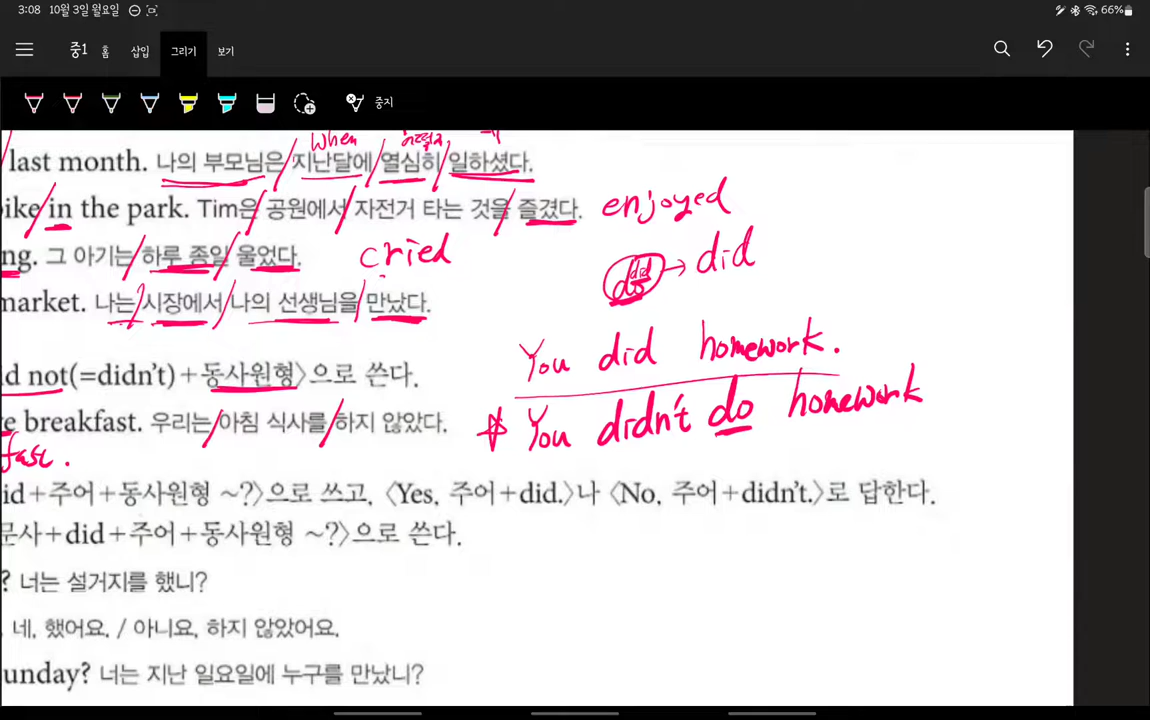 3:08 10월 3일 월요일 66%
중1 홈 삽입 그리기 보기
중지
when
last month. 나의 부모님은 지난달에 열심히 일하셨다.
ike in the park. Tim은 공원에서 자전거 타는 것을 즐겼다. enjoyed
ng. 그 아기는 하루 종일 울었다. cried
did → did
market. 나는 시장에서 나의 선생님을 만났다.
You did homework.
d not(=didn't)+동사원형〉으로 쓴다.
You didn't do homework
e breakfast. 우리는 아침 식사를 하지 않았다.
fast.
id+주어+동사원형 ~?〉으로 쓰고, 〈Yes, 주어+did.〉나 〈No, 주어+didn't.〉로 답한다.
문사+did+주어+동사원형 ~?〉으로 쓴다.
? 너는 설거지를 했니?
. 네, 했어요. / 아니요, 하지 않았어요.
unday? 너는 지난 일요일에 누구를 만났니?